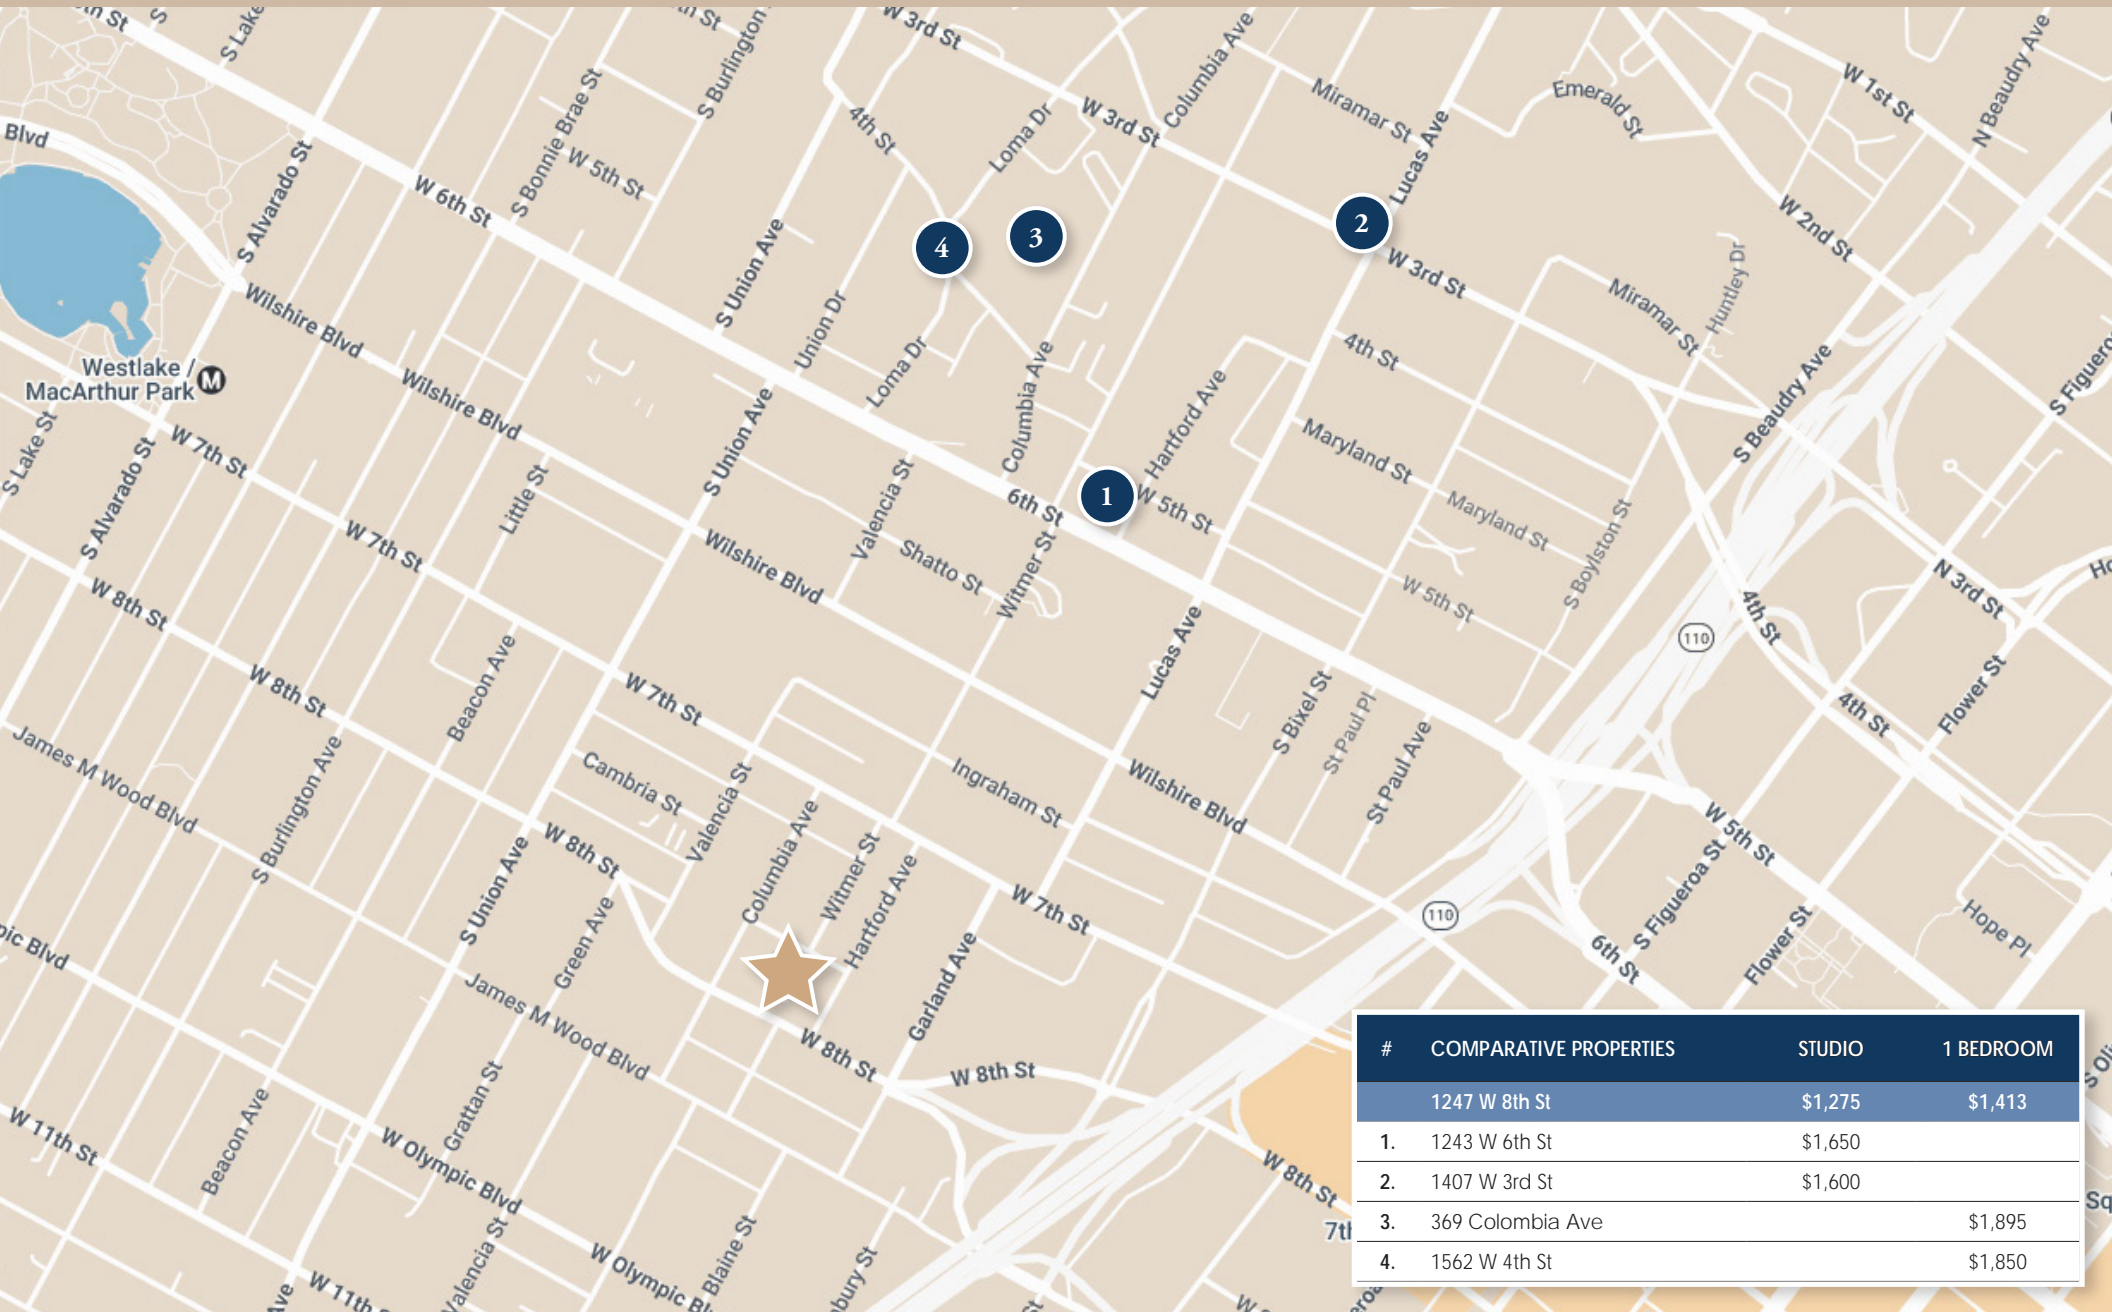 S Lake
S Burlington
W 3rd St
Columbia Ave
Miramar St
Emerald St
W 1st St
N Beaudry Ave
Blvd
S Alvarado St
S Bonnie Brae St
W 5th St
W 6th St
4th St
Loma Dr
W 3rd St
Lucas Ave
W 2nd St
S Union Ave
4
3
2
W 3rd St
Miramar St
Huntley Dr
Wilshire Blvd
Westlake /
MacArthur Park
M
Wilshire Blvd
Union Dr
Loma Dr
Columbia Ave
Hartford Ave
4th St
S Beaudry Ave
S Lake St
W 7th St
S Alvarado St
Little St
S Union Ave
Valencia St
6th St
1
W 5th St
Maryland St
Maryland St
S Boylston St
W 7th St
Wilshire Blvd
Shatto St
Witmer St
W 5th St
N 3rd St
4th St
110
W 8th St
W 8th St
Beacon Ave
W 7th St
Lucas Ave
S Bixel St
St Paul Pl
St Paul Ave
4th St
Flower St
James M Wood Blvd
S Burlington Ave
Cambria St
Valencia St
Columbia Ave
Witmer St
Hartford Ave
Ingraham St
Wilshire Blvd
W 5th St
W 8th St
S Union Ave
Green Ave
W 7th St
110
6th St
S Figueroa St
Flower St
Hope Pl
James M Wood Blvd
Garland Ave
W 8th St
W 8th St
Grattan St
Beacon Ave
W 11th St
W Olympic Blvd
W 8th St
Valencia St
W Olympic
Blaine St
W 11th
# COMPARATIVE PROPERTIES STUDIO 1 BEDROOM
1247 W 8th St $1,275 $1,413
1. 1243 W 6th St $1,650
2. 1407 W 3rd St $1,600
3. 369 Colombia Ave $1,895
4. 1562 W 4th St $1,850